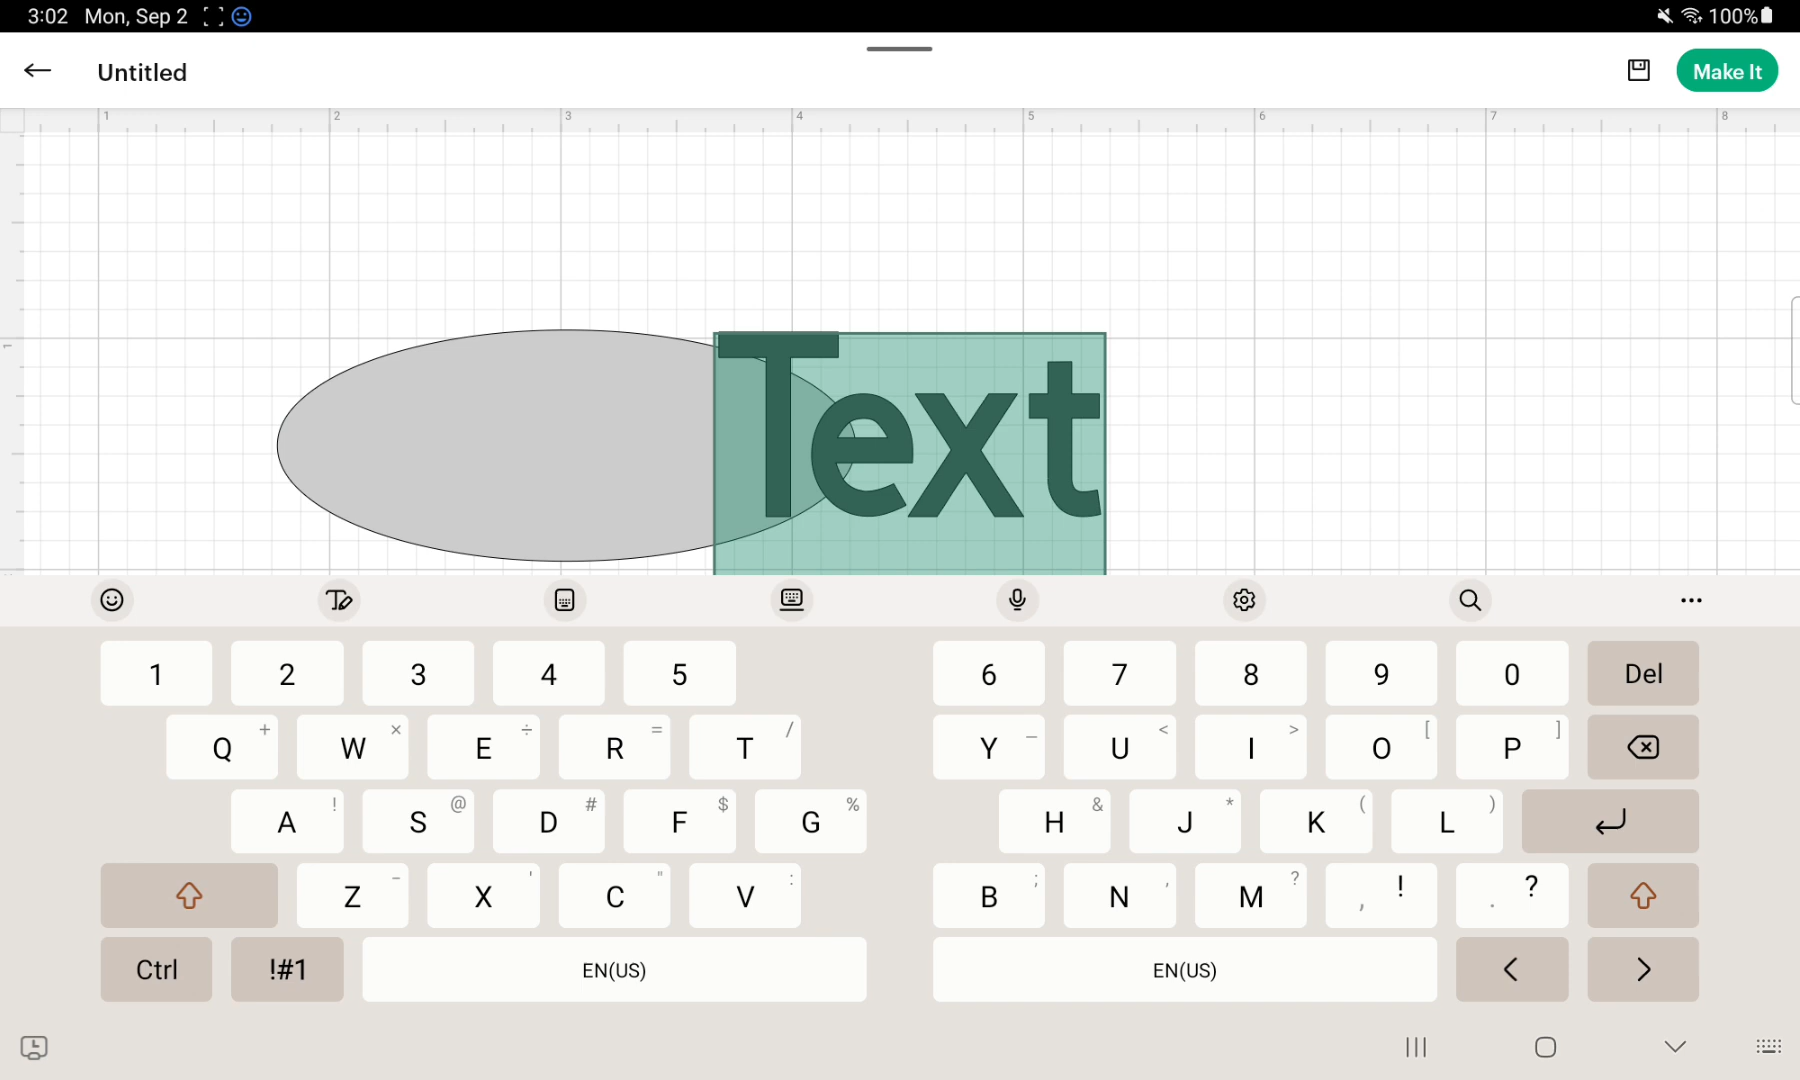 3:02 Mon, Sep 2 100%
Untitled
Make It
1 2 3 4 5 6 7 8
1
Text
1 2 3 4 5 6 7 8 9 0 Del
Q + W × E ÷ R = T / Y _ U < I > O [ P ]
A ! S @ D # F $ G % H & J * K ( L )
Z - X ' C " V : B ; N , M ? , ! . ?
Ctrl !#1 EN(US) EN(US) < >